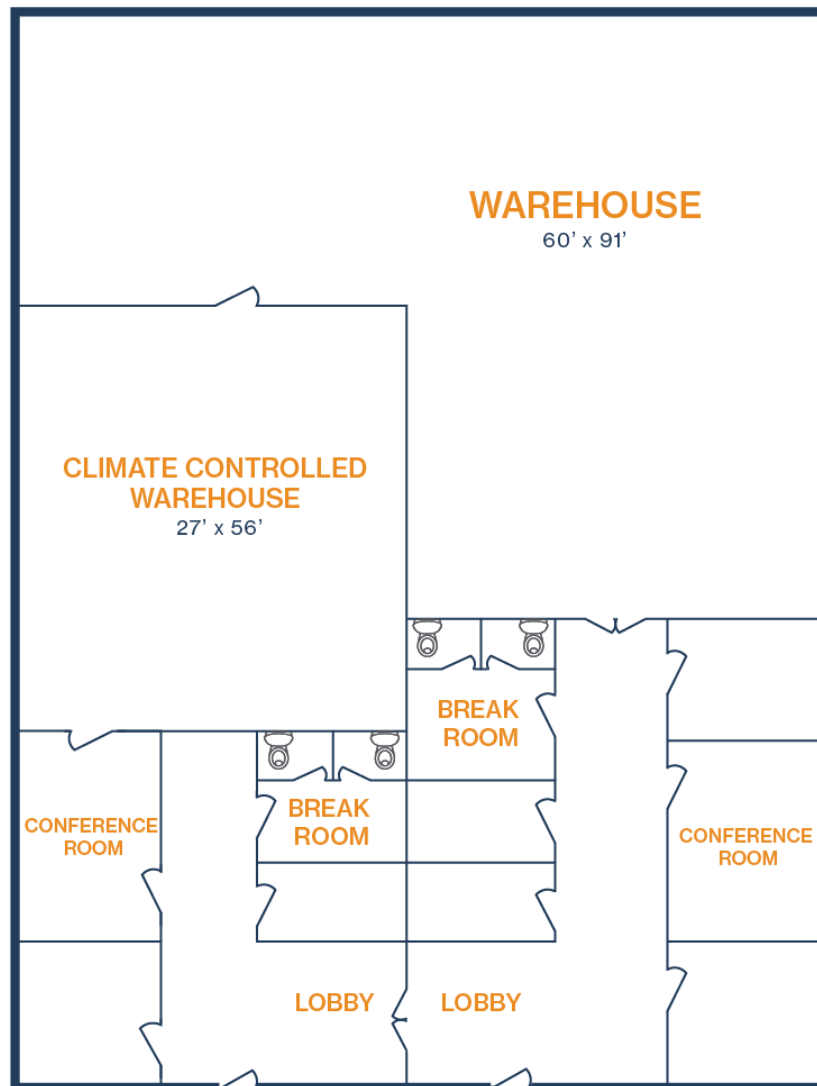 WAREHOUSE
60’ x 91’
CLIMATE CONTROLLED
WAREHOUSE
27’ x 56’
BREAK
ROOM
BREAK
ROOM
CONFERENCE
ROOM
CONFERENCE
ROOM
LOBBY
LOBBY